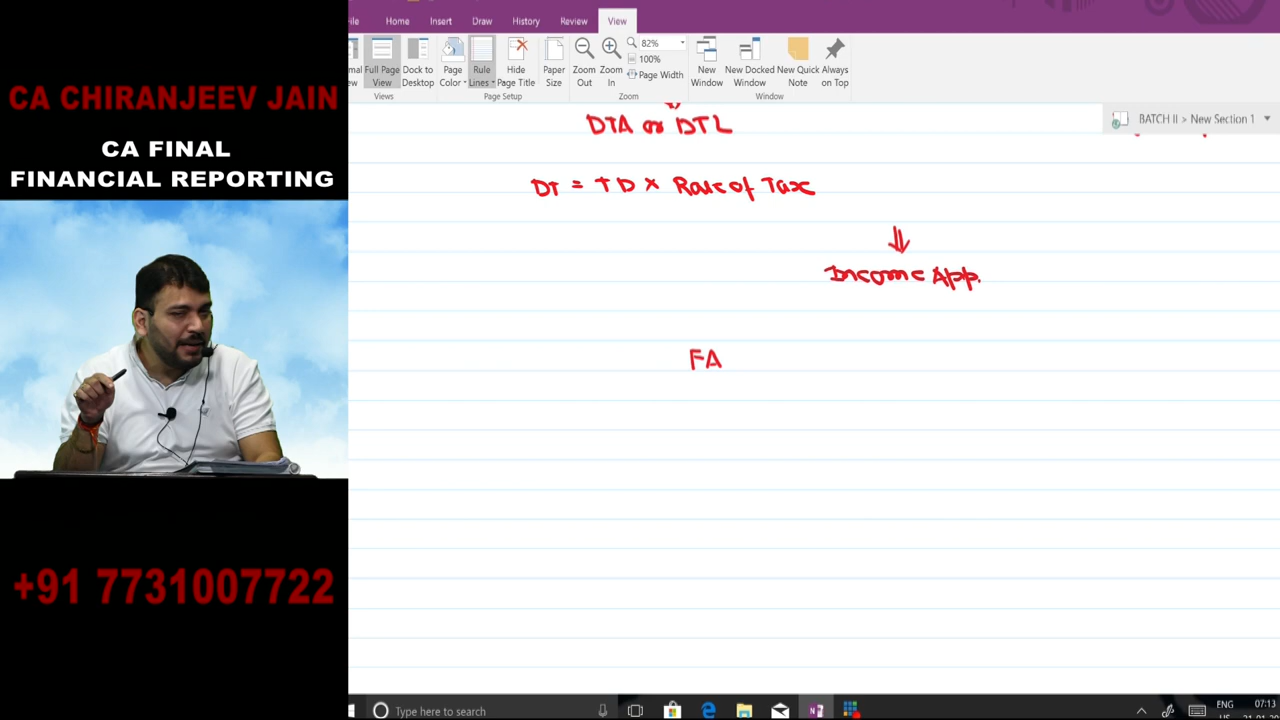 CA CHIRANJEEV JAIN
CA FINAL
FINANCIAL REPORTING
+91 7731007722
Home Insert Draw History Review View
Full Page View
Dock to Desktop
Views
Page Color
Rule Lines
Hide Page Title
Page Setup
Paper Size
Zoom Out
Zoom In
82%
100%
Page Width
Zoom
New Window
New Docked Window
New Quick Note
Always on Top
Window
BATCH II > New Section 1
DTA or DTL
DT = TD × Rate of Tax
Income App.
FA
Type here to search
ENG
07:13